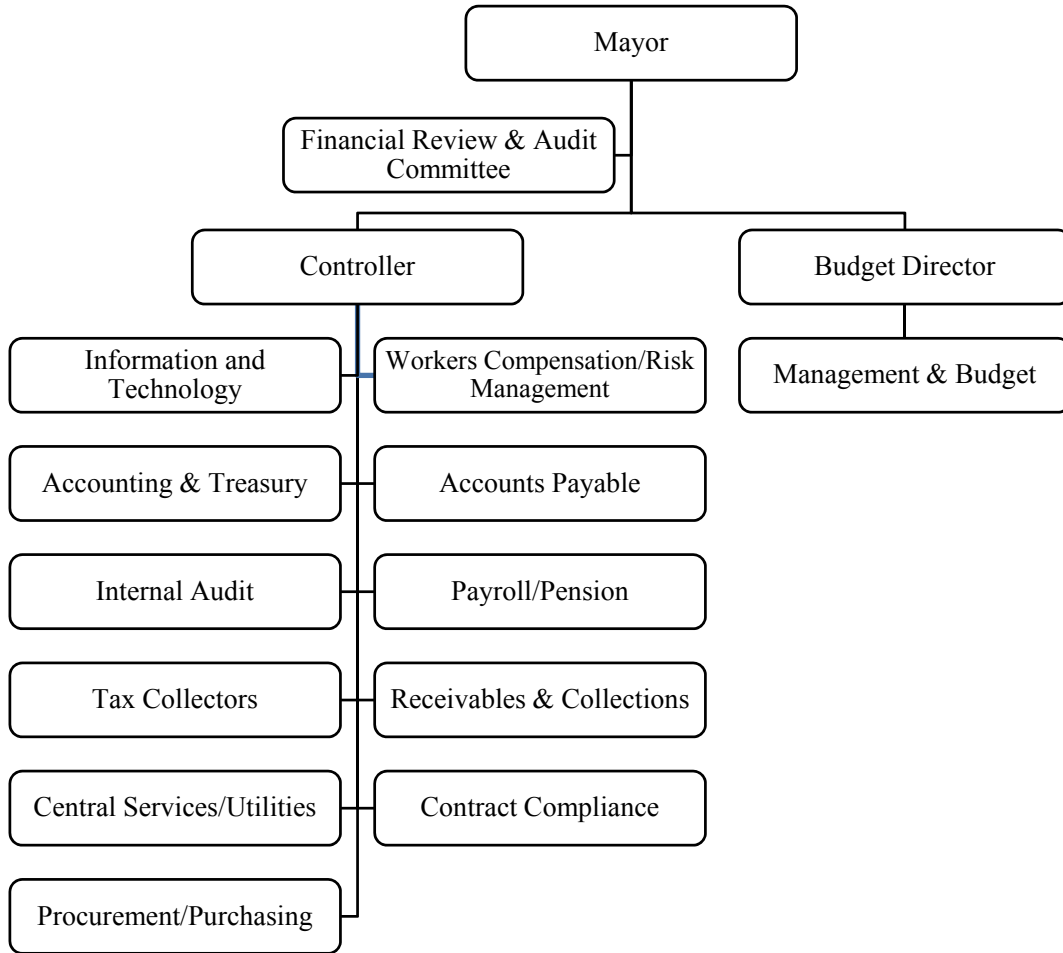 Mayor
Financial Review & Audit
Committee
Controller
Budget Director
Information and
Technology
Workers Compensation/Risk
Management
Management & Budget
Accounting & Treasury
Accounts Payable
Internal Audit
Payroll/Pension
Tax Collectors
Receivables & Collections
Central Services/Utilities
Contract Compliance
Procurement/Purchasing